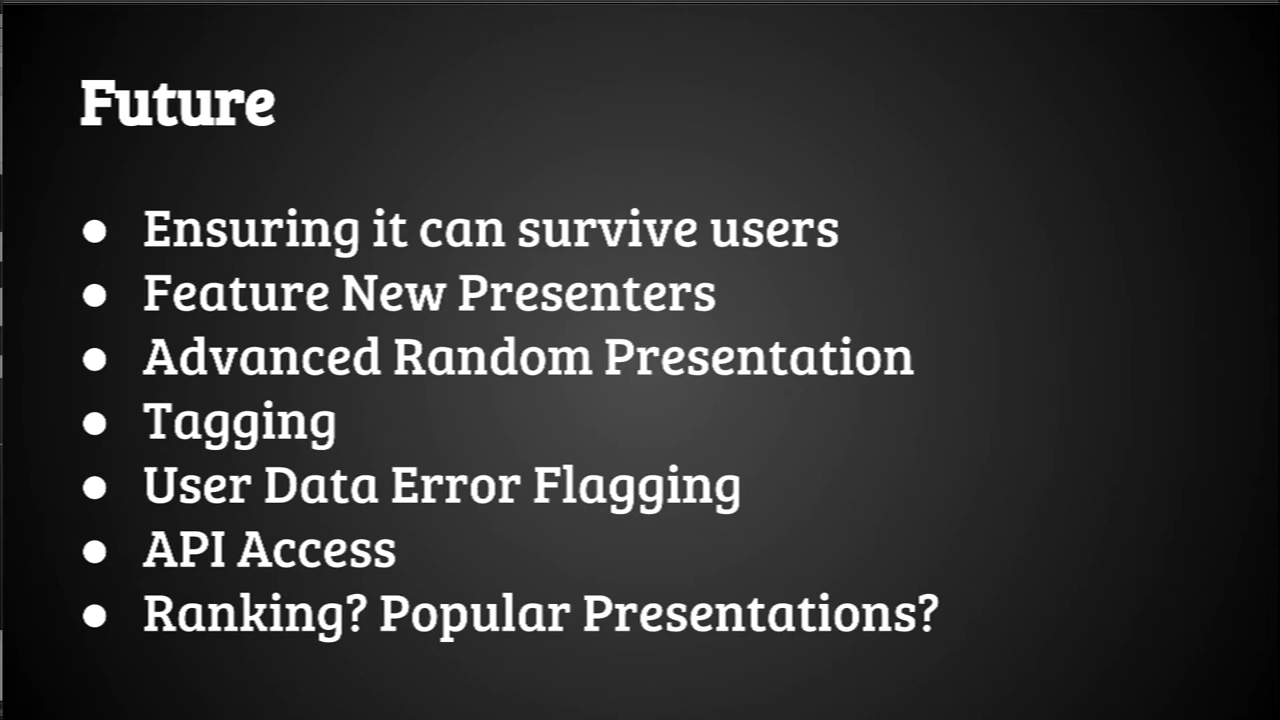 Future
● Ensuring it can survive users
● Feature New Presenters
● Advanced Random Presentation
● Tagging
● User Data Error Flagging
● API Access
● Ranking? Popular Presentations?